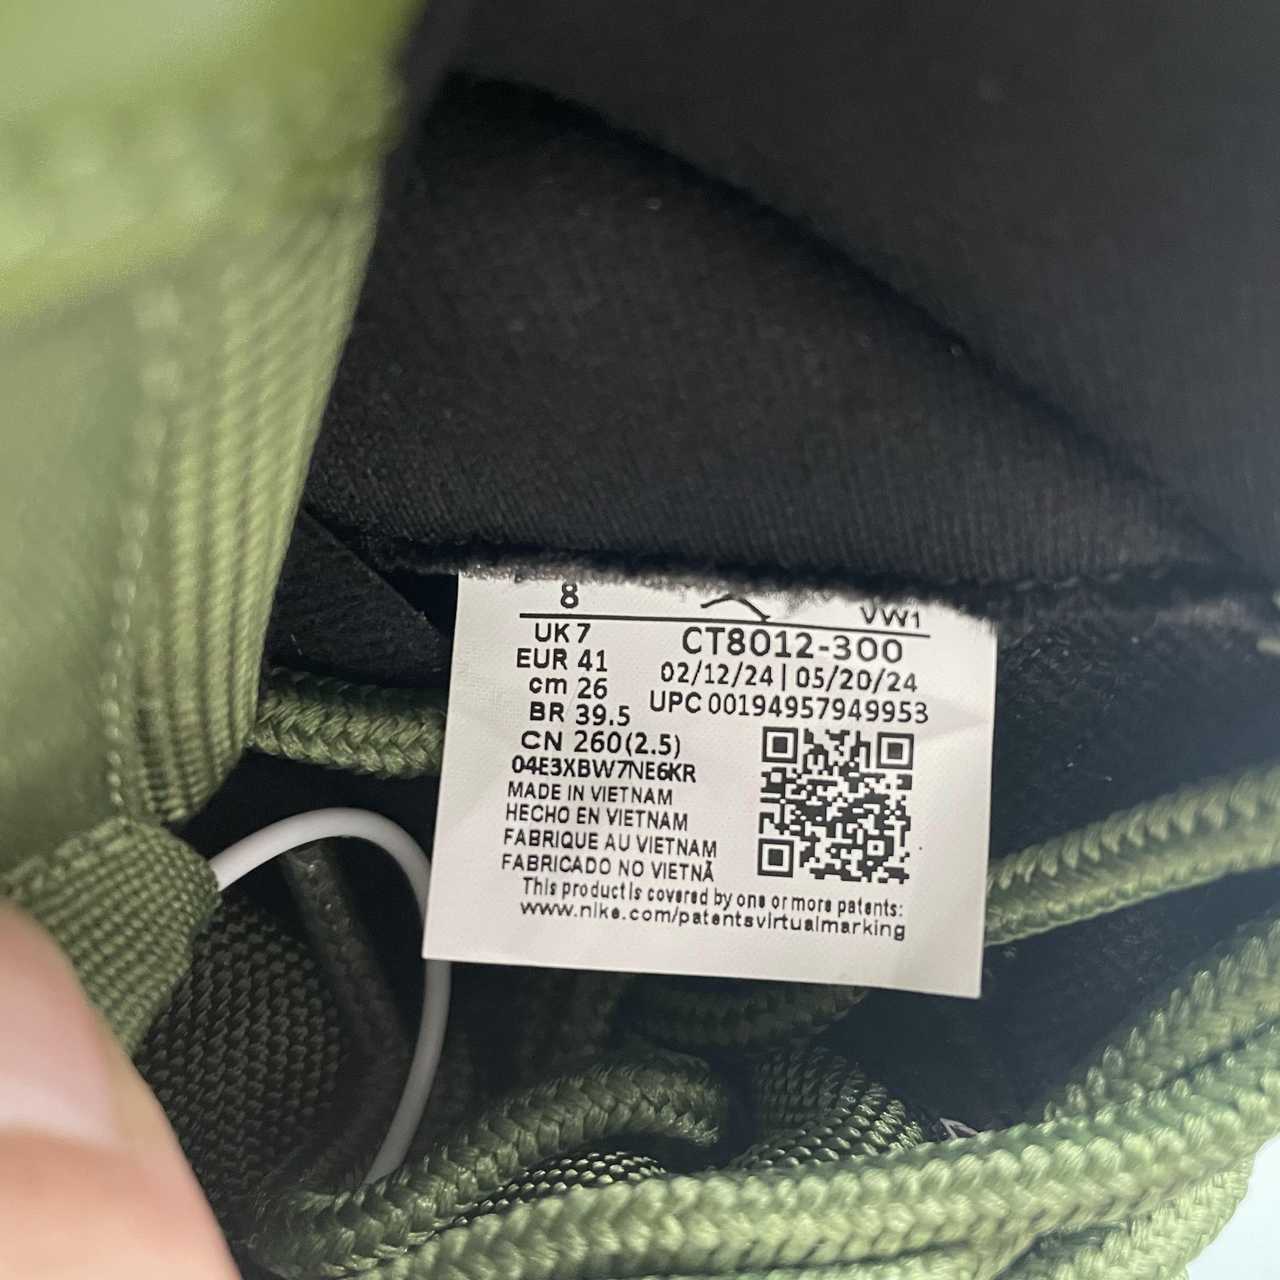 8 VW1
UK 7
EUR 41
cm 26
BR 39.5
CN 260(2.5)
04E3XBW7NE6KR
CT8012-300
02/12/24 | 05/20/24
UPC 00194957949953
MADE IN VIETNAM
HECHO EN VIETNAM
FABRIQUE AU VIETNAM
FABRICADO NO VIETNÃ
This product is covered by one or more patents:
www.nike.com/patentsvirtualmarking